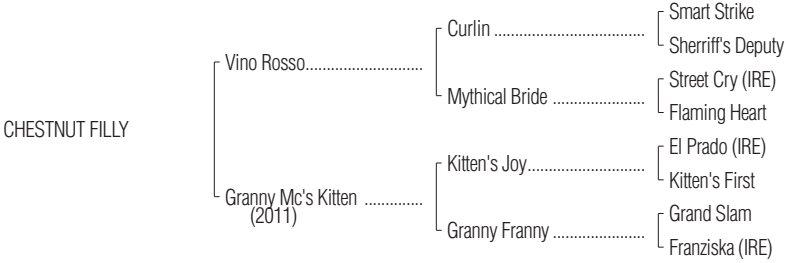 Smart Strike
Curlin ..............................
Sherriff's Deputy
Vino Rosso...........................
Street Cry (IRE)
Mythical Bride ......................
Flaming Heart
CHESTNUT FILLY
El Prado (IRE)
Kitten's Joy............................
Kitten's First
Granny Mc's Kitten .............
(2011)
Grand Slam
Granny Franny ......................
Franziska (IRE)